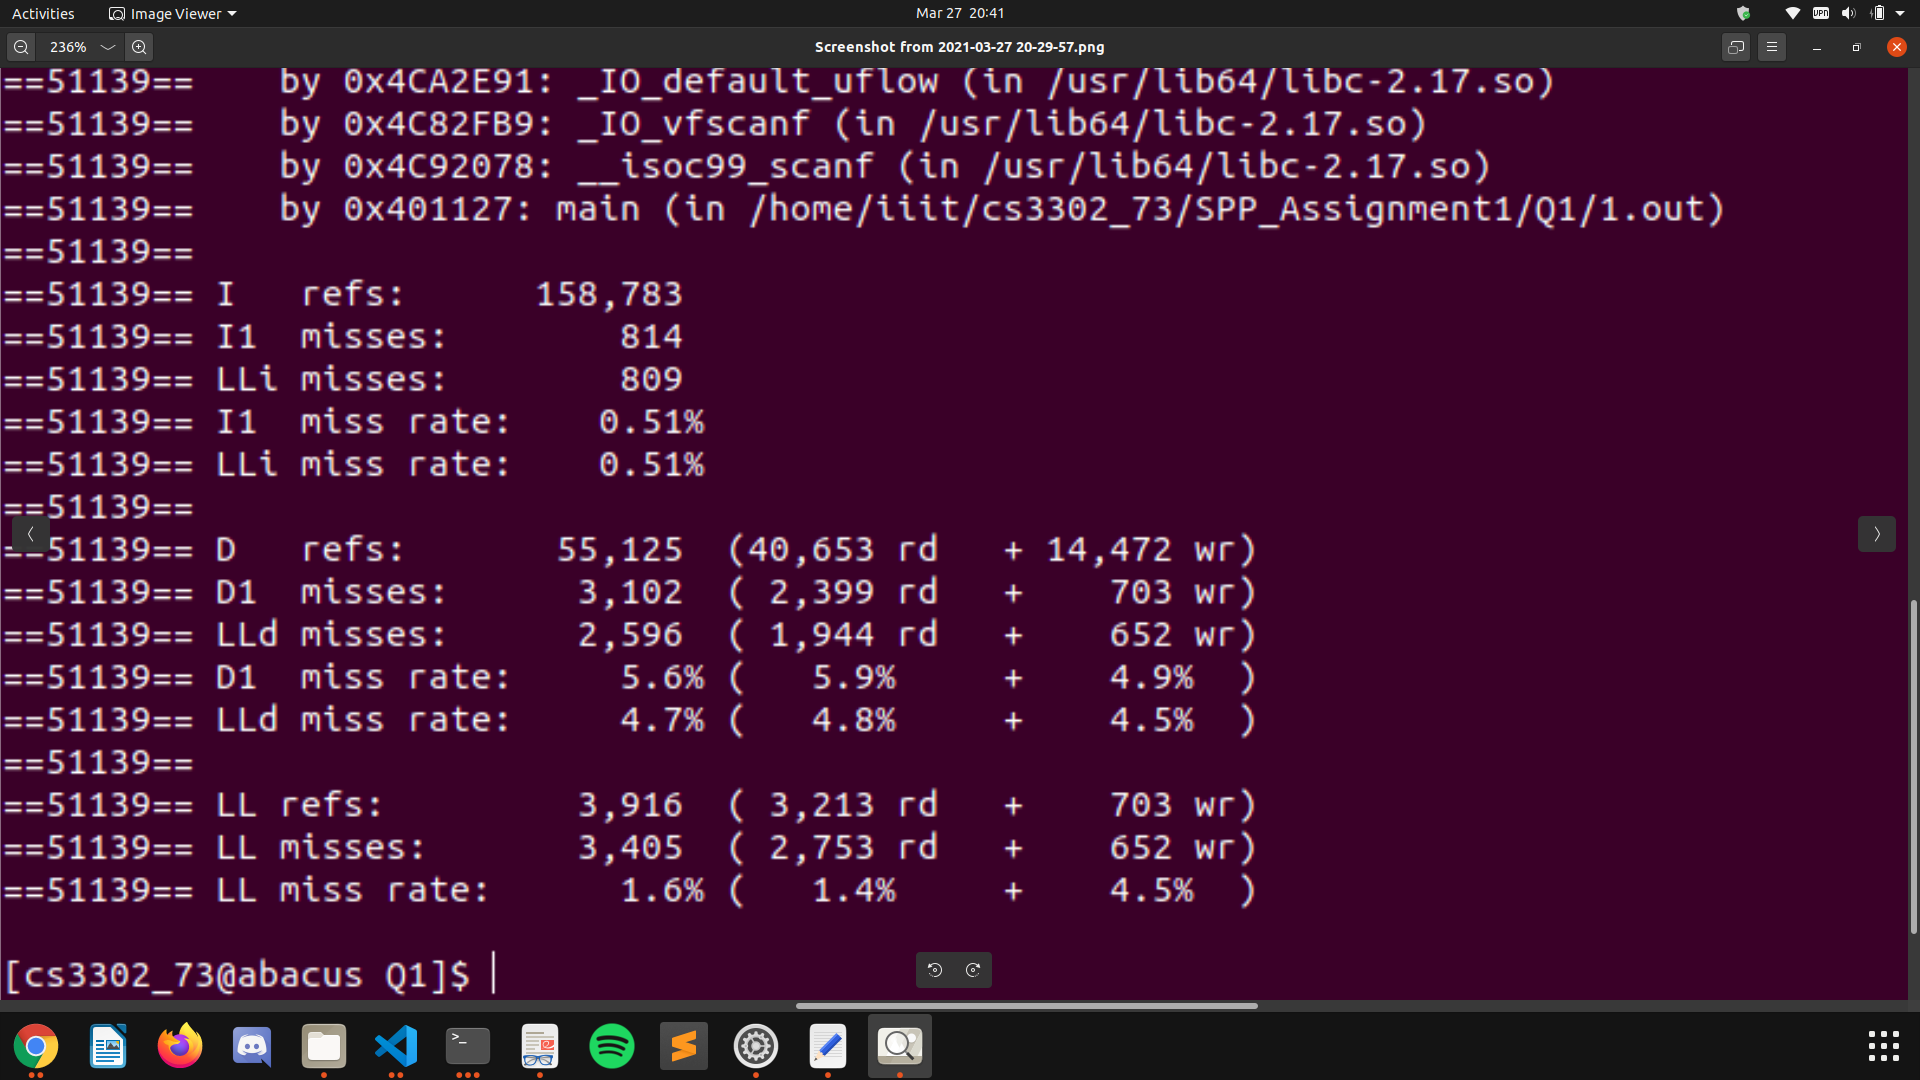 Activities Image Viewer Mar 27 20:41 VPN
236% Screenshot from 2021-03-27 20-29-57.png
==51139==    by 0x4CA2E91: _IO_default_uflow (in /usr/lib64/libc-2.17.so)
==51139==    by 0x4C82FB9: _IO_vfscanf (in /usr/lib64/libc-2.17.so)
==51139==    by 0x4C92078: __isoc99_scanf (in /usr/lib64/libc-2.17.so)
==51139==    by 0x401127: main (in /home/iiit/cs3302_73/SPP_Assignment1/Q1/1.out)
==51139==
==51139== I   refs:      158,783
==51139== I1  misses:        814
==51139== LLi misses:        809
==51139== I1  miss rate:    0.51%
==51139== LLi miss rate:    0.51%
==51139==
==51139== D   refs:       55,125  (40,653 rd   + 14,472 wr)
==51139== D1  misses:      3,102  ( 2,399 rd   +    703 wr)
==51139== LLd misses:      2,596  ( 1,944 rd   +    652 wr)
==51139== D1  miss rate:     5.6% (   5.9%     +    4.9%  )
==51139== LLd miss rate:     4.7% (   4.8%     +    4.5%  )
==51139==
==51139== LL refs:         3,916  ( 3,213 rd   +    703 wr)
==51139== LL misses:       3,405  ( 2,753 rd   +    652 wr)
==51139== LL miss rate:      1.6% (   1.4%     +    4.5%  )
[cs3302_73@abacus Q1]$